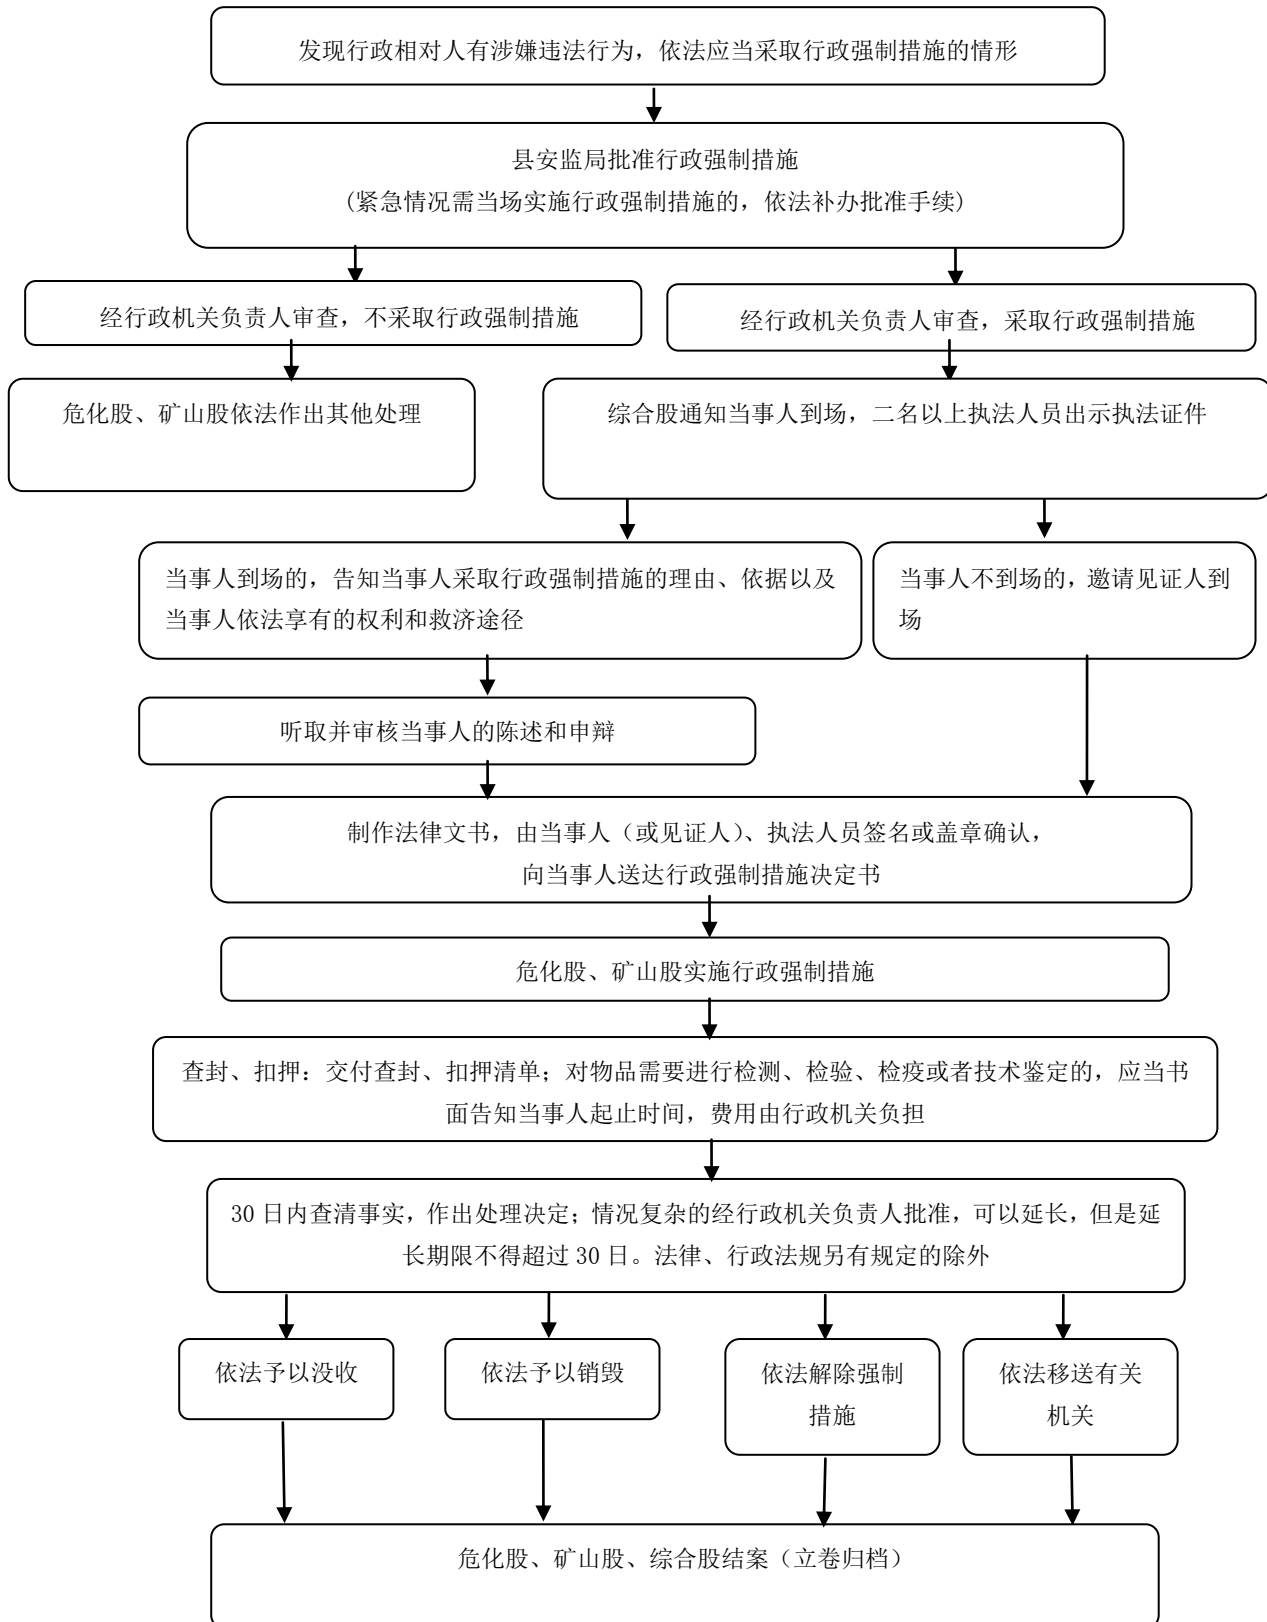 发现行政相对人有涉嫌违法行为，依法应当采取行政强制措施的情形
县安监局批准行政强制措施
(紧急情况需当场实施行政强制措施的，依法补办批准手续)
经行政机关负责人审查，不采取行政强制措施
经行政机关负责人审查，采取行政强制措施
危化股、矿山股依法作出其他处理
综合股通知当事人到场，二名以上执法人员出示执法证件
当事人到场的，告知当事人采取行政强制措施的理由、依据以及
当事人依法享有的权利和救济途径
当事人不到场的，邀请见证人到
场
听取并审核当事人的陈述和申辩
制作法律文书，由当事人（或见证人）、执法人员签名或盖章确认，
向当事人送达行政强制措施决定书
危化股、矿山股实施行政强制措施
查封、扣押：交付查封、扣押清单；对物品需要进行检测、检验、检疫或者技术鉴定的，应当书
面告知当事人起止时间，费用由行政机关负担
30 日内查清事实，作出处理决定；情况复杂的经行政机关负责人批准，可以延长，但是延
长期限不得超过 30 日。法律、行政法规另有规定的除外
依法予以没收
依法予以销毁
依法解除强制
措施
依法移送有关
机关
危化股、矿山股、综合股结案（立卷归档）